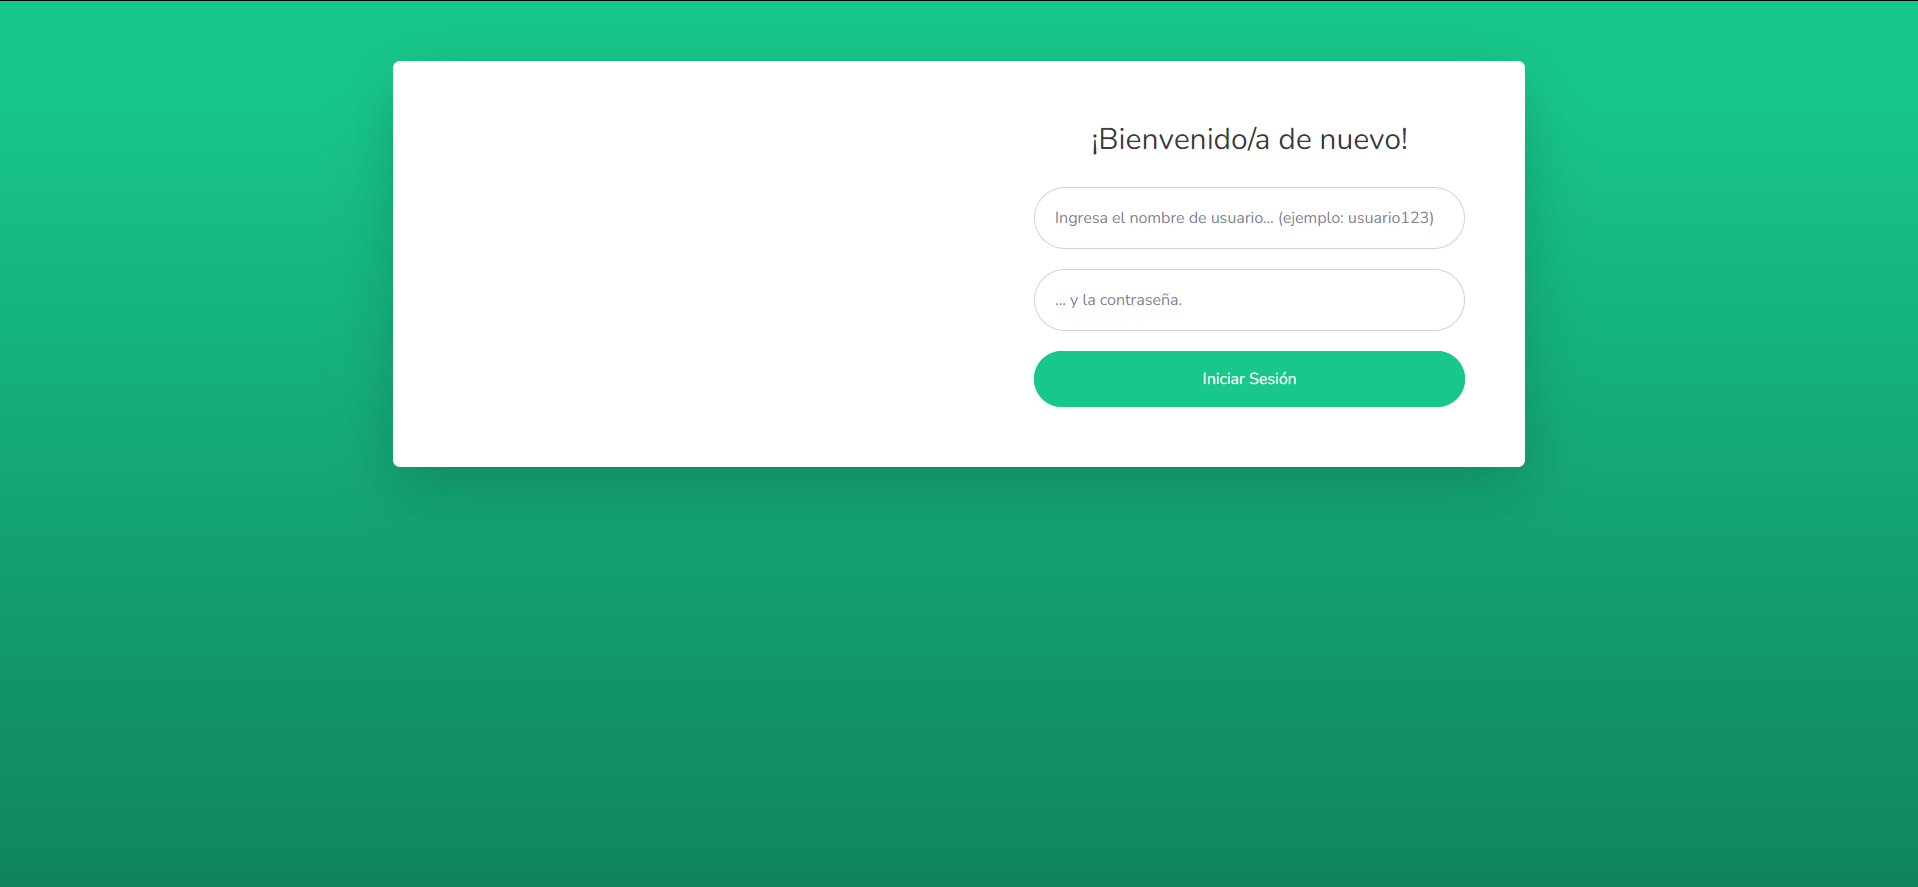 ¡Bienvenido/a de nuevo!
Ingresa el nombre de usuario... (ejemplo: usuario123)
... y la contraseña.
Iniciar Sesión